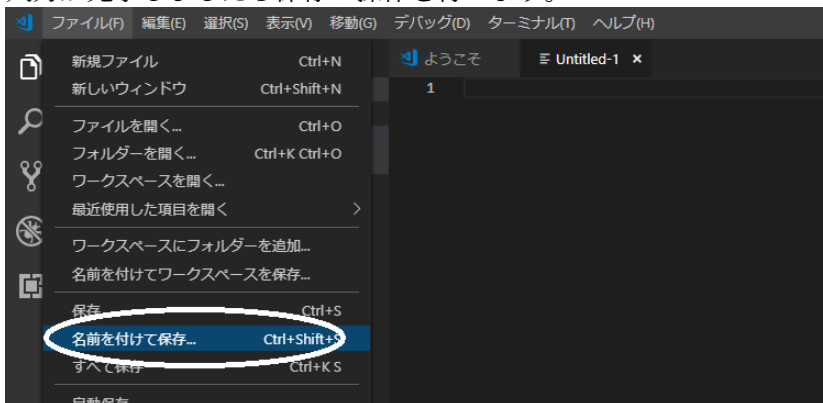 ファイル(F) 編集(E) 選択(S) 表示(V) 移動(G) デバッグ(D) ターミナル(T) ヘルプ(H)
新規ファイル Ctrl+N
新しいウィンドウ Ctrl+Shift+N
ファイルを開く... Ctrl+O
フォルダーを開く... Ctrl+K Ctrl+O
ワークスペースを開く...
最近使用した項目を開く >
ワークスペースにフォルダーを追加...
名前を付けてワークスペースを保存...
保存 Ctrl+S
名前を付けて保存... Ctrl+Shift+S
すべて保存 Ctrl+K S
自動保存
ようこそ
Untitled-1 ×
1